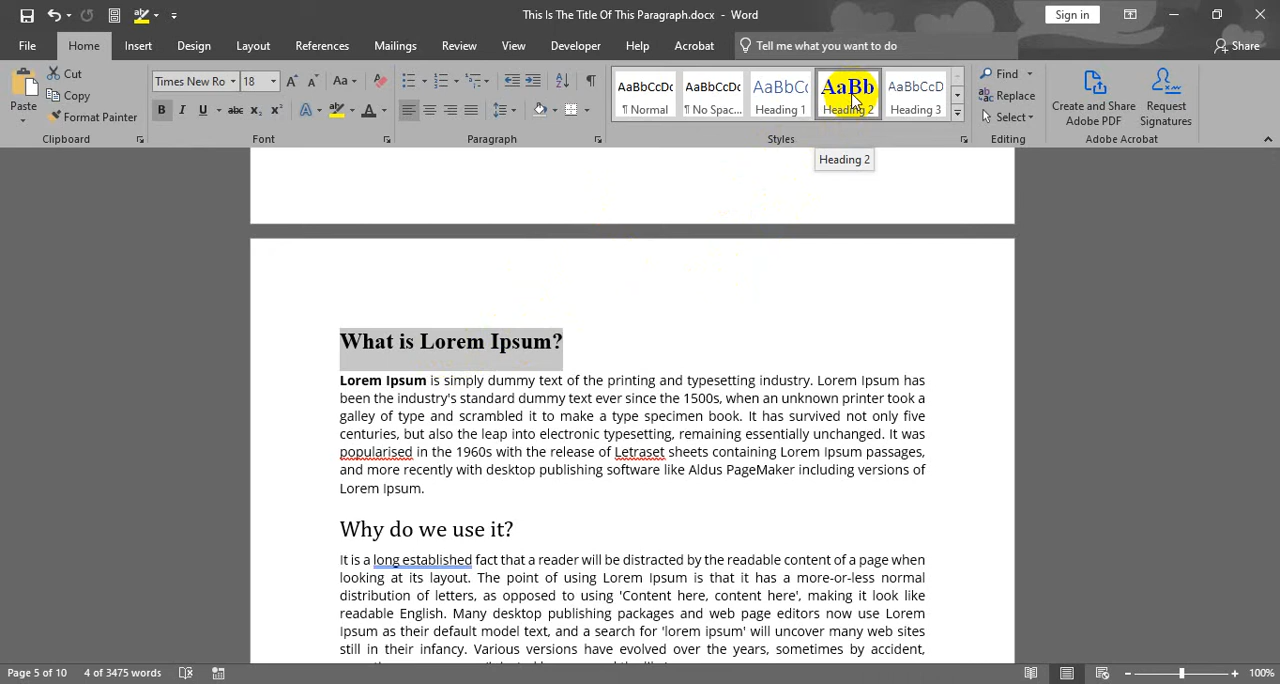 This Is The Title Of This Paragraph.docx - Word
Sign in
File Home Insert Design Layout References Mailings Review View Developer Help Acrobat Tell me what you want to do Share
Paste
Cut
Copy
Format Painter
Clipboard
Times New Ro 18
Font
Paragraph
AaBbCcDc AaBbCcDc AaBbC AaBb AaBbCcD
¶ Normal ¶ No Spac... Heading 1 Heading 2 Heading 3
Styles
Find
Replace
Select
Editing
Create and Share Adobe PDF
Request Signatures
Adobe Acrobat
Heading 2
What is Lorem Ipsum?
Lorem Ipsum is simply dummy text of the printing and typesetting industry. Lorem Ipsum has
been the industry's standard dummy text ever since the 1500s, when an unknown printer took a
galley of type and scrambled it to make a type specimen book. It has survived not only five
centuries, but also the leap into electronic typesetting, remaining essentially unchanged. It was
popularised in the 1960s with the release of Letraset sheets containing Lorem Ipsum passages,
and more recently with desktop publishing software like Aldus PageMaker including versions of
Lorem Ipsum.
Why do we use it?
It is a long established fact that a reader will be distracted by the readable content of a page when
looking at its layout. The point of using Lorem Ipsum is that it has a more-or-less normal
distribution of letters, as opposed to using 'Content here, content here', making it look like
readable English. Many desktop publishing packages and web page editors now use Lorem
Ipsum as their default model text, and a search for 'lorem ipsum' will uncover many web sites
still in their infancy. Various versions have evolved over the years, sometimes by accident,
Page 5 of 10 4 of 3475 words 100%